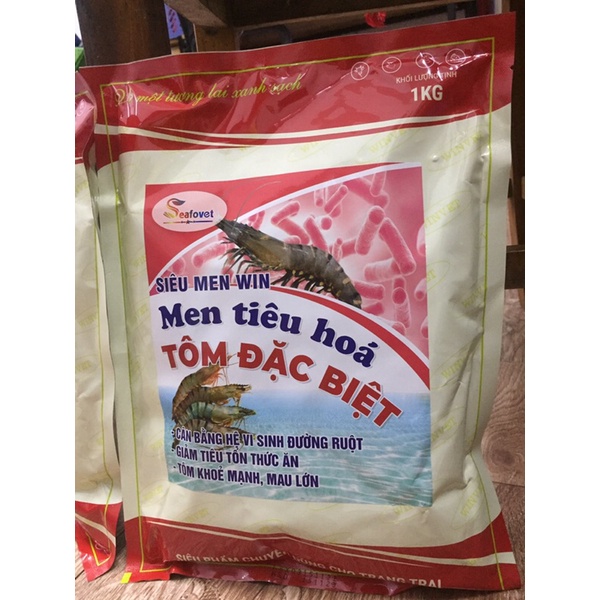 Vì một tương lai xanh sạch
KHỐI LƯỢNG TỊNH
1KG
Seafovet
SIÊU MEN WIN
Men tiêu hoá
TÔM ĐẶC BIỆT
- CÂN BẰNG HỆ VI SINH ĐƯỜNG RUỘT
- GIẢM TIÊU TỐN THỨC ĂN
- TÔM KHOẺ MẠNH, MAU LỚN
SIÊU PHẨM CHUYÊN DÙNG CHO TRANG TRẠI